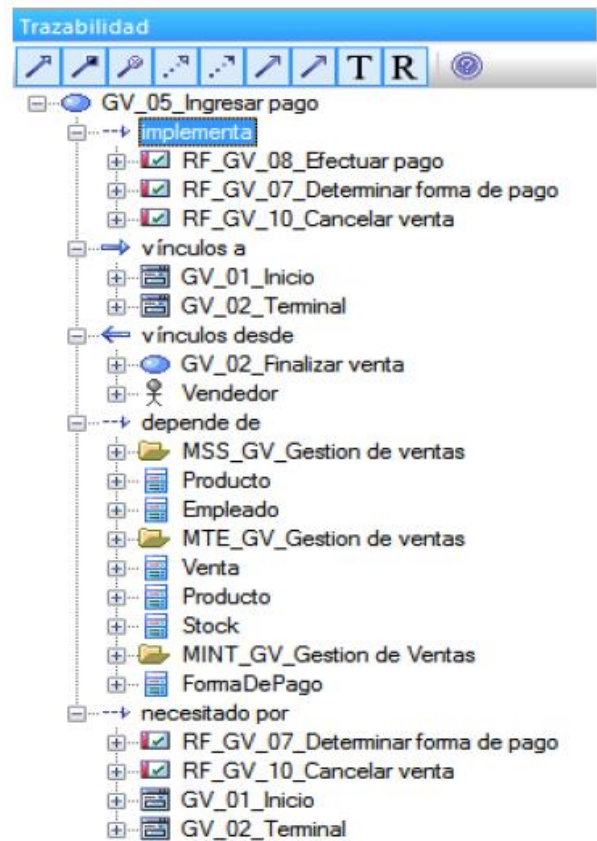 Trazabilidad
T R
GV_05_Ingresar pago
implementa
RF_GV_08_Efectuar pago
RF_GV_07_Determinar forma de pago
RF_GV_10_Cancelar venta
vínculos a
GV_01_Inicio
GV_02_Terminal
vínculos desde
GV_02_Finalizar venta
Vendedor
depende de
MSS_GV_Gestion de ventas
Producto
Empleado
MTE_GV_Gestion de ventas
Venta
Producto
Stock
MINT_GV_Gestion de Ventas
FormaDePago
necesitado por
RF_GV_07_Determinar forma de pago
RF_GV_10_Cancelar venta
GV_01_Inicio
GV_02_Terminal